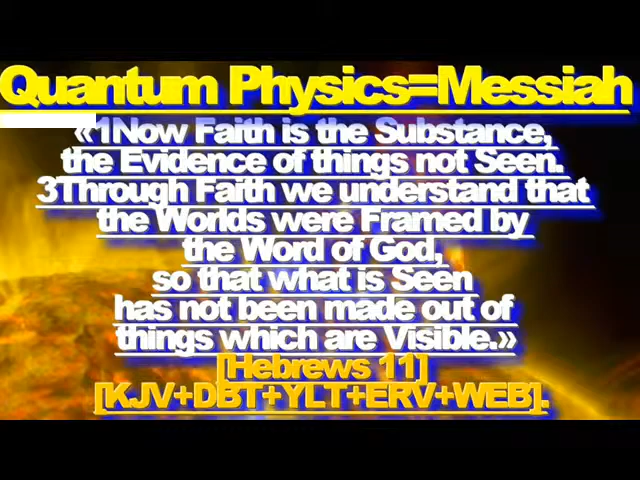 Quantum Physics=Messiah
«1Now Faith is the Substance,
the Evidence of things not Seen.
3Through Faith we understand that
the Worlds were Framed by
the Word of God,
so that what is Seen
has not been made out of
things which are Visible.»
[Hebrews 11]
[KJV+DBT+YLT+ERV+WEB].